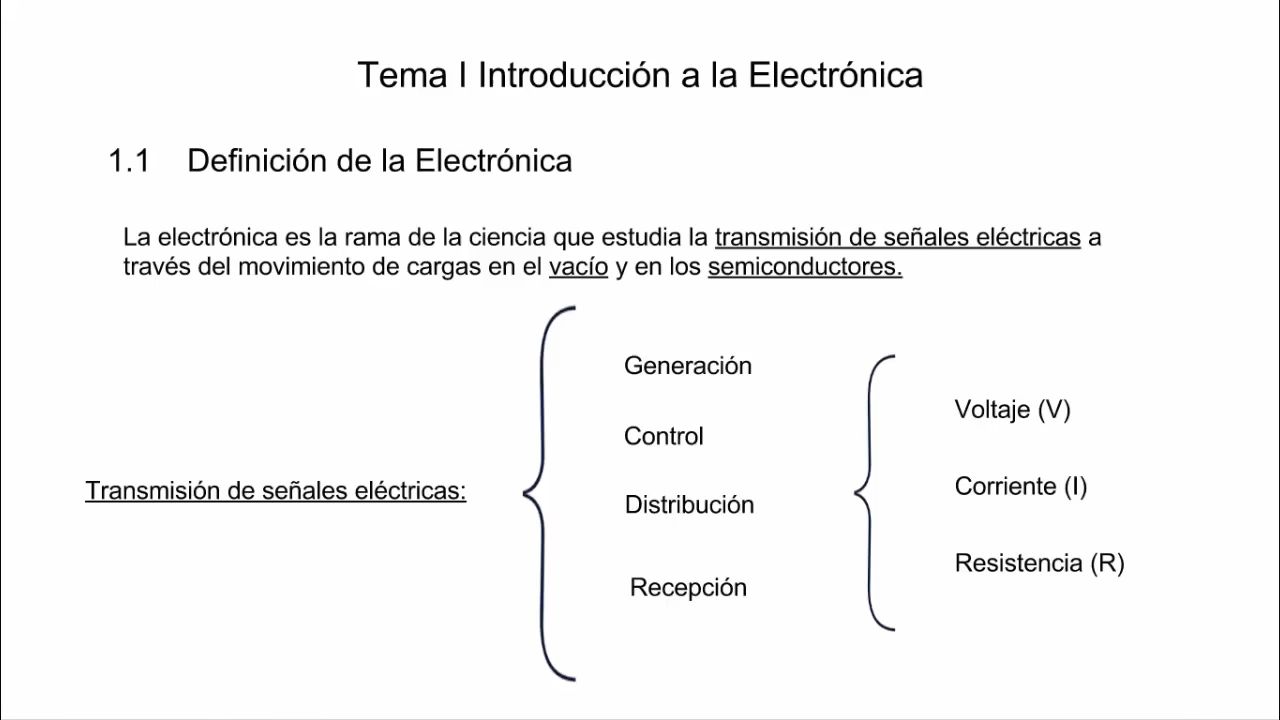 Tema I Introducción a la Electrónica
1.1 Definición de la Electrónica
La electrónica es la rama de la ciencia que estudia la transmisión de señales eléctricas a
través del movimiento de cargas en el vacío y en los semiconductores.
Transmisión de señales eléctricas:
Generación
Control
Distribución
Recepción
Voltaje (V)
Corriente (I)
Resistencia (R)